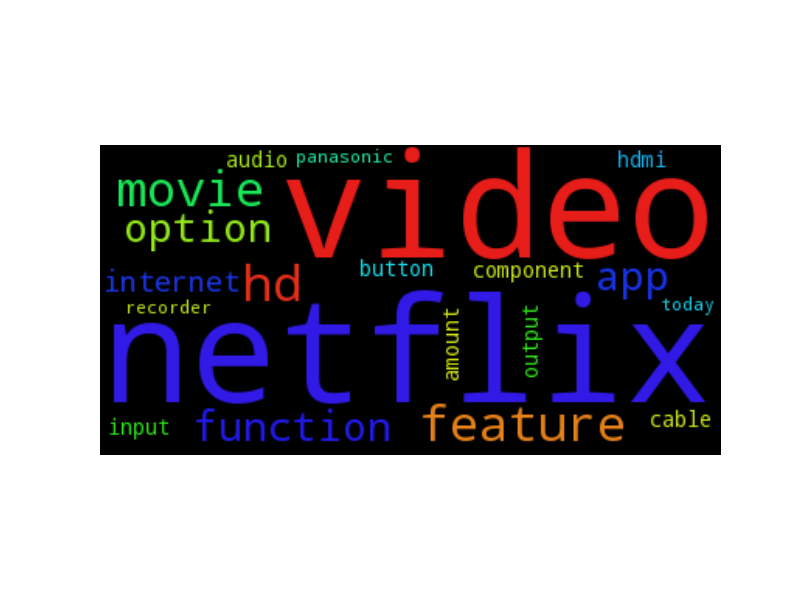 audio panasonic hdmi
movie video
option
button component app
internet hd
recorder today
netflix
amount output
input function feature cable